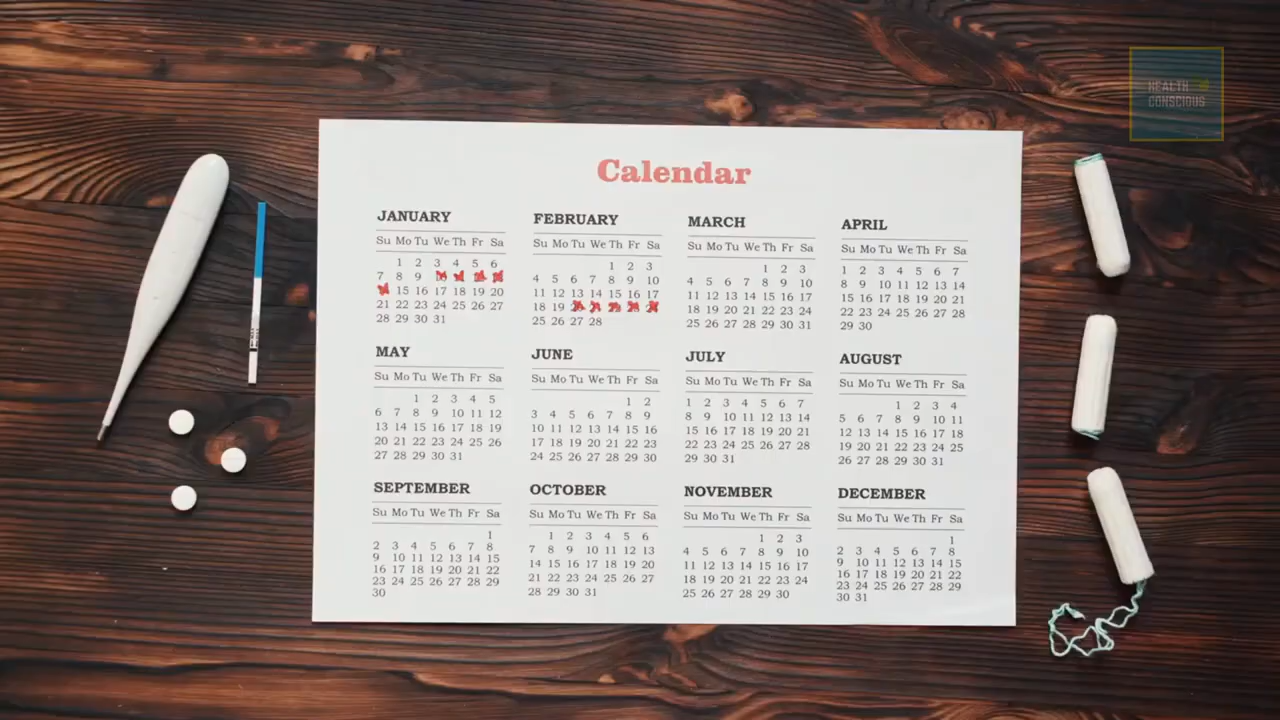 HEALTH
CONSCIOUS
Calendar
JANUARY
Su Mo Tu We Th Fr Sa
1 2 3 4 5 6
7 8 9
15 16 17 18 19 20
21 22 23 24 25 26 27
28 29 30 31
FEBRUARY
Su Mo Tu We Th Fr Sa
1 2 3
4 5 6 7 8 9 10
11 12 13 14 15 16 17
18 19
25 26 27 28
MARCH
Su Mo Tu We Th Fr Sa
1 2 3
4 5 6 7 8 9 10
11 12 13 14 15 16 17
18 19 20 21 22 23 24
25 26 27 28 29 30 31
APRIL
Su Mo Tu We Th Fr Sa
1 2 3 4 5 6 7
8 9 10 11 12 13 14
15 16 17 18 19 20 21
22 23 24 25 26 27 28
29 30
MAY
Su Mo Tu We Th Fr Sa
1 2 3 4 5
6 7 8 9 10 11 12
13 14 15 16 17 18 19
20 21 22 23 24 25 26
27 28 29 30 31
JUNE
Su Mo Tu We Th Fr Sa
1 2
3 4 5 6 7 8 9
10 11 12 13 14 15 16
17 18 19 20 21 22 23
24 25 26 27 28 29 30
JULY
Su Mo Tu We Th Fr Sa
1 2 3 4 5 6 7
8 9 10 11 12 13 14
15 16 17 18 19 20 21
22 23 24 25 26 27 28
29 30 31
AUGUST
Su Mo Tu We Th Fr Sa
1 2 3 4
5 6 7 8 9 10 11
12 13 14 15 16 17 18
19 20 21 22 23 24 25
26 27 28 29 30 31
SEPTEMBER
Su Mo Tu We Th Fr Sa
1
2 3 4 5 6 7 8
9 10 11 12 13 14 15
16 17 18 19 20 21 22
23 24 25 26 27 28 29
30
OCTOBER
Su Mo Tu We Th Fr Sa
1 2 3 4 5 6
7 8 9 10 11 12 13
14 15 16 17 18 19 20
21 22 23 24 25 26 27
28 29 30 31
NOVEMBER
Su Mo Tu We Th Fr Sa
1 2 3
4 5 6 7 8 9 10
11 12 13 14 15 16 17
18 19 20 21 22 23 24
25 26 27 28 29 30
DECEMBER
Su Mo Tu We Th Fr Sa
1
2 3 4 5 6 7 8
9 10 11 12 13 14 15
16 17 18 19 20 21 22
23 24 25 26 27 28 29
30 31